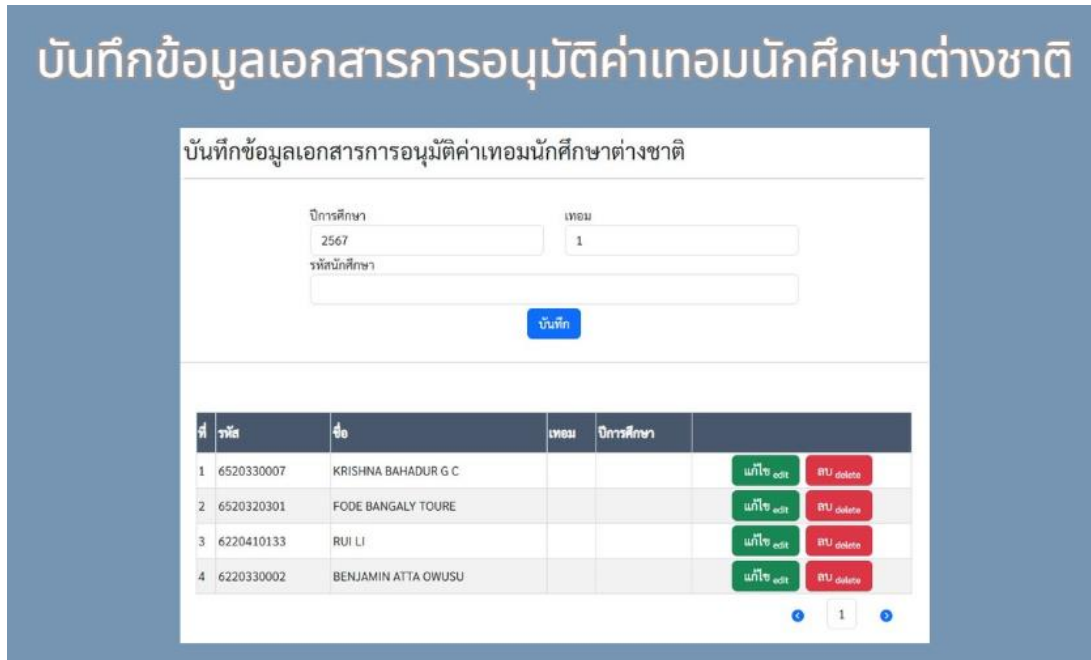 บันทึกข้อมูลเอกสารการอนุมัติค่าเทอมนักศึกษาต่างชาติ
บันทึกข้อมูลเอกสารการอนุมัติค่าเทอมนักศึกษาต่างชาติ
ปีการศึกษา เทอม
2567 1
รหัสนักศึกษา
บันทึก
ที่ รหัส ชื่อ เทอม ปีการศึกษา
1 6520330007 KRISHNA BAHADUR G C แก้ไข edit ลบ delete
2 6520320301 FODE BANGALY TOURE แก้ไข edit ลบ delete
3 6220410133 RUI LI แก้ไข edit ลบ delete
4 6220330002 BENJAMIN ATTA OWUSU แก้ไข edit ลบ delete
1